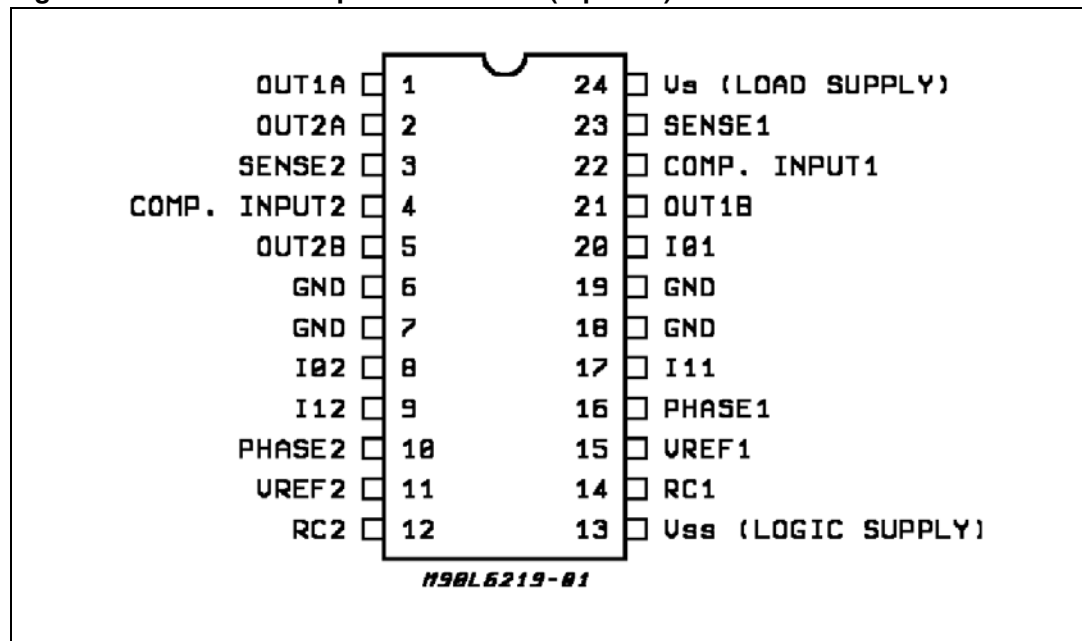 OUT1A 1 24 Vs (LOAD SUPPLY)
OUT2A 2 23 SENSE1
SENSE2 3 22 COMP. INPUT1
COMP. INPUT2 4 21 OUT1B
OUT2B 5 20 I01
GND 6 19 GND
GND 7 18 GND
I02 8 17 I11
I12 9 16 PHASE1
PHASE2 10 15 VREF1
VREF2 11 14 RC1
RC2 12 13 Vss (LOGIC SUPPLY)
M90L6219-01